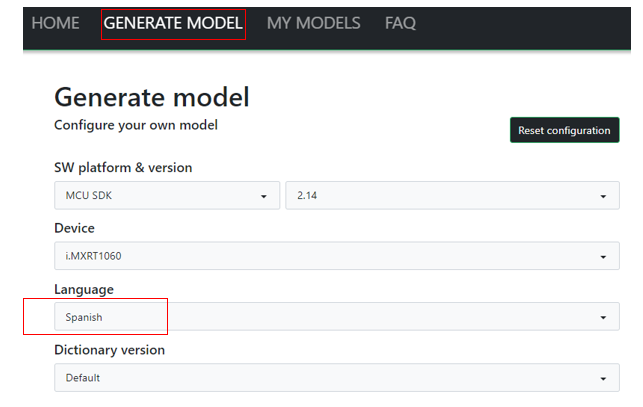 HOME GENERATE MODEL MY MODELS FAQ
Generate model
Configure your own model
Reset configuration
SW platform & version
MCU SDK 2.14
Device
i.MXRT1060
Language
Spanish
Dictionary version
Default